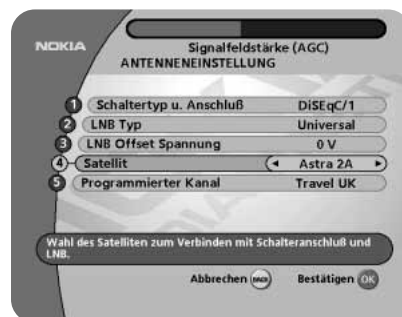 NOKIA
Signalfeldstärke (AGC)
ANTENNENEINSTELLUNG
1 Schaltertyp u. Anschluß DiSEqC/1
2 LNB Typ Universal
3 LNB Offset Spannung 0 V
4 Satellit Astra 2A
5 Programmierter Kanal Travel UK
Wahl des Satelliten zum Verbinden mit Schalteranschluß und
LNB.
Abbrechen BACK Bestätigen OK